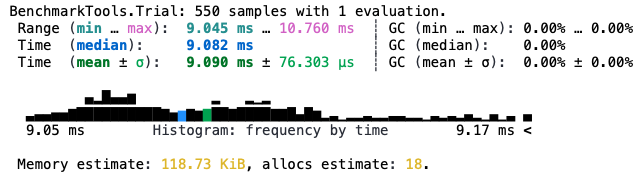 BenchmarkTools.Trial: 550 samples with 1 evaluation.
Range (min … max): 9.045 ms … 10.760 ms ┊ GC (min … max): 0.00% … 0.00%
Time (median): 9.082 ms ┊ GC (median): 0.00%
Time (mean ± σ): 9.090 ms ± 76.303 μs ┊ GC (mean ± σ): 0.00% ± 0.00%
9.05 ms Histogram: frequency by time 9.17 ms <
Memory estimate: 118.73 KiB, allocs estimate: 18.